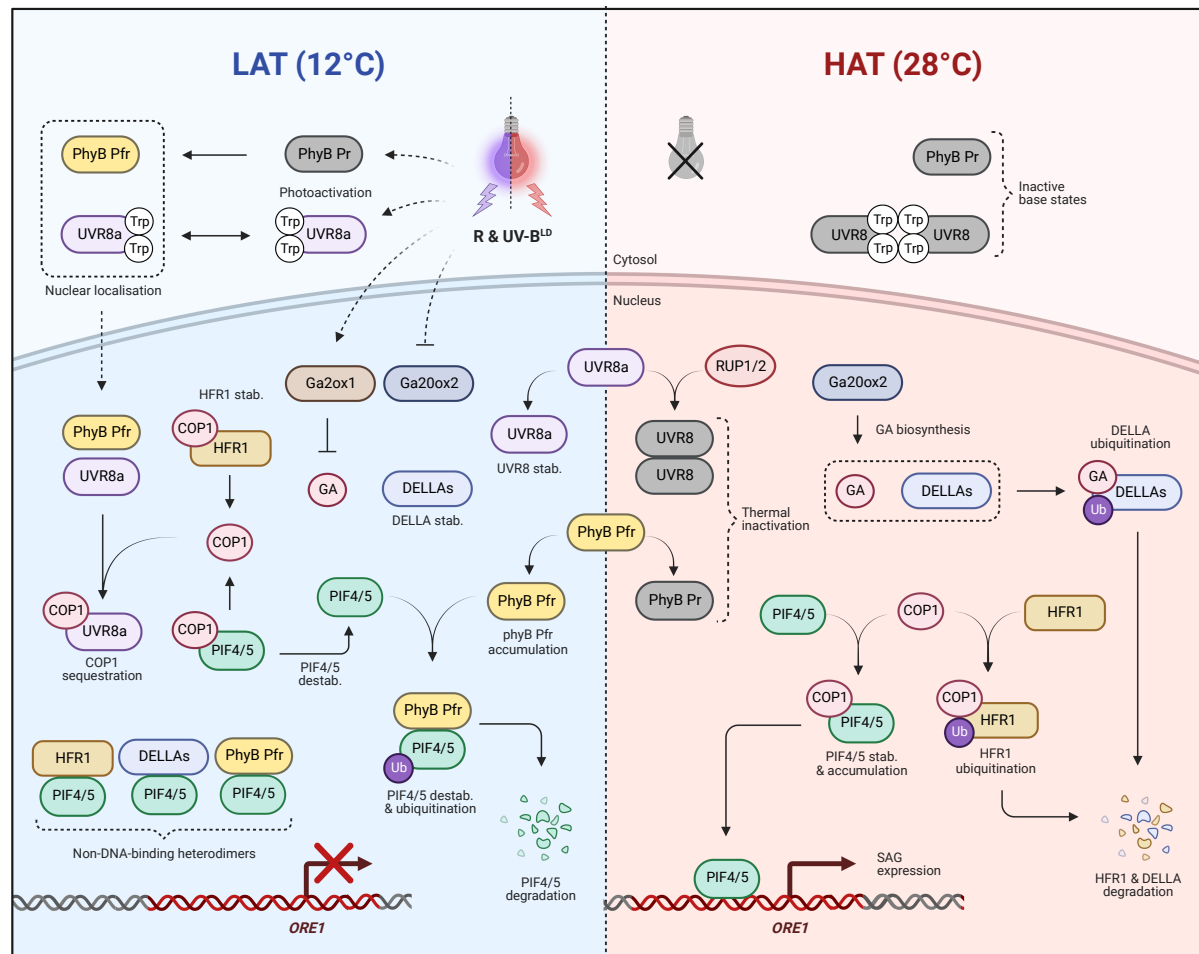 LAT (12°C)
HAT (28°C)
PhyB Pfr
PhyB Pr
Photoactivation
UVR8a
Trp
Trp
Trp
Trp
UVR8a
Nuclear localisation
R & UV-B^LD
PhyB Pr
UVR8
Trp
Trp
Trp
Trp
UVR8
Inactive
base states
Cytosol
Nucleus
Ga2ox1
Ga20ox2
GA
DELLAs
DELLA stab.
HFR1 stab.
COP1
HFR1
PhyB Pfr
UVR8a
COP1
COP1
UVR8a
COP1
sequestration
COP1
PIF4/5
PIF4/5
destab.
PIF4/5
PhyB Pfr
phyB Pfr
accumulation
UVR8a
RUP1/2
UVR8a
UVR8 stab.
UVR8
UVR8
PhyB Pfr
PhyB Pr
Thermal
inactivation
Ga20ox2
GA biosynthesis
GA
DELLAs
DELLA
ubiquitination
GA
DELLAs
Ub
PIF4/5
COP1
HFR1
COP1
PIF4/5
PIF4/5 stab.
& accumulation
COP1
HFR1
Ub
HFR1
ubiquitination
HFR1 & DELLA
degradation
PhyB Pfr
PIF4/5
Ub
PIF4/5 destab.
& ubiquitination
PIF4/5
degradation
HFR1
PIF4/5
DELLAs
PIF4/5
PhyB Pfr
PIF4/5
Non-DNA-binding heterodimers
ORE1
PIF4/5
SAG
expression
ORE1